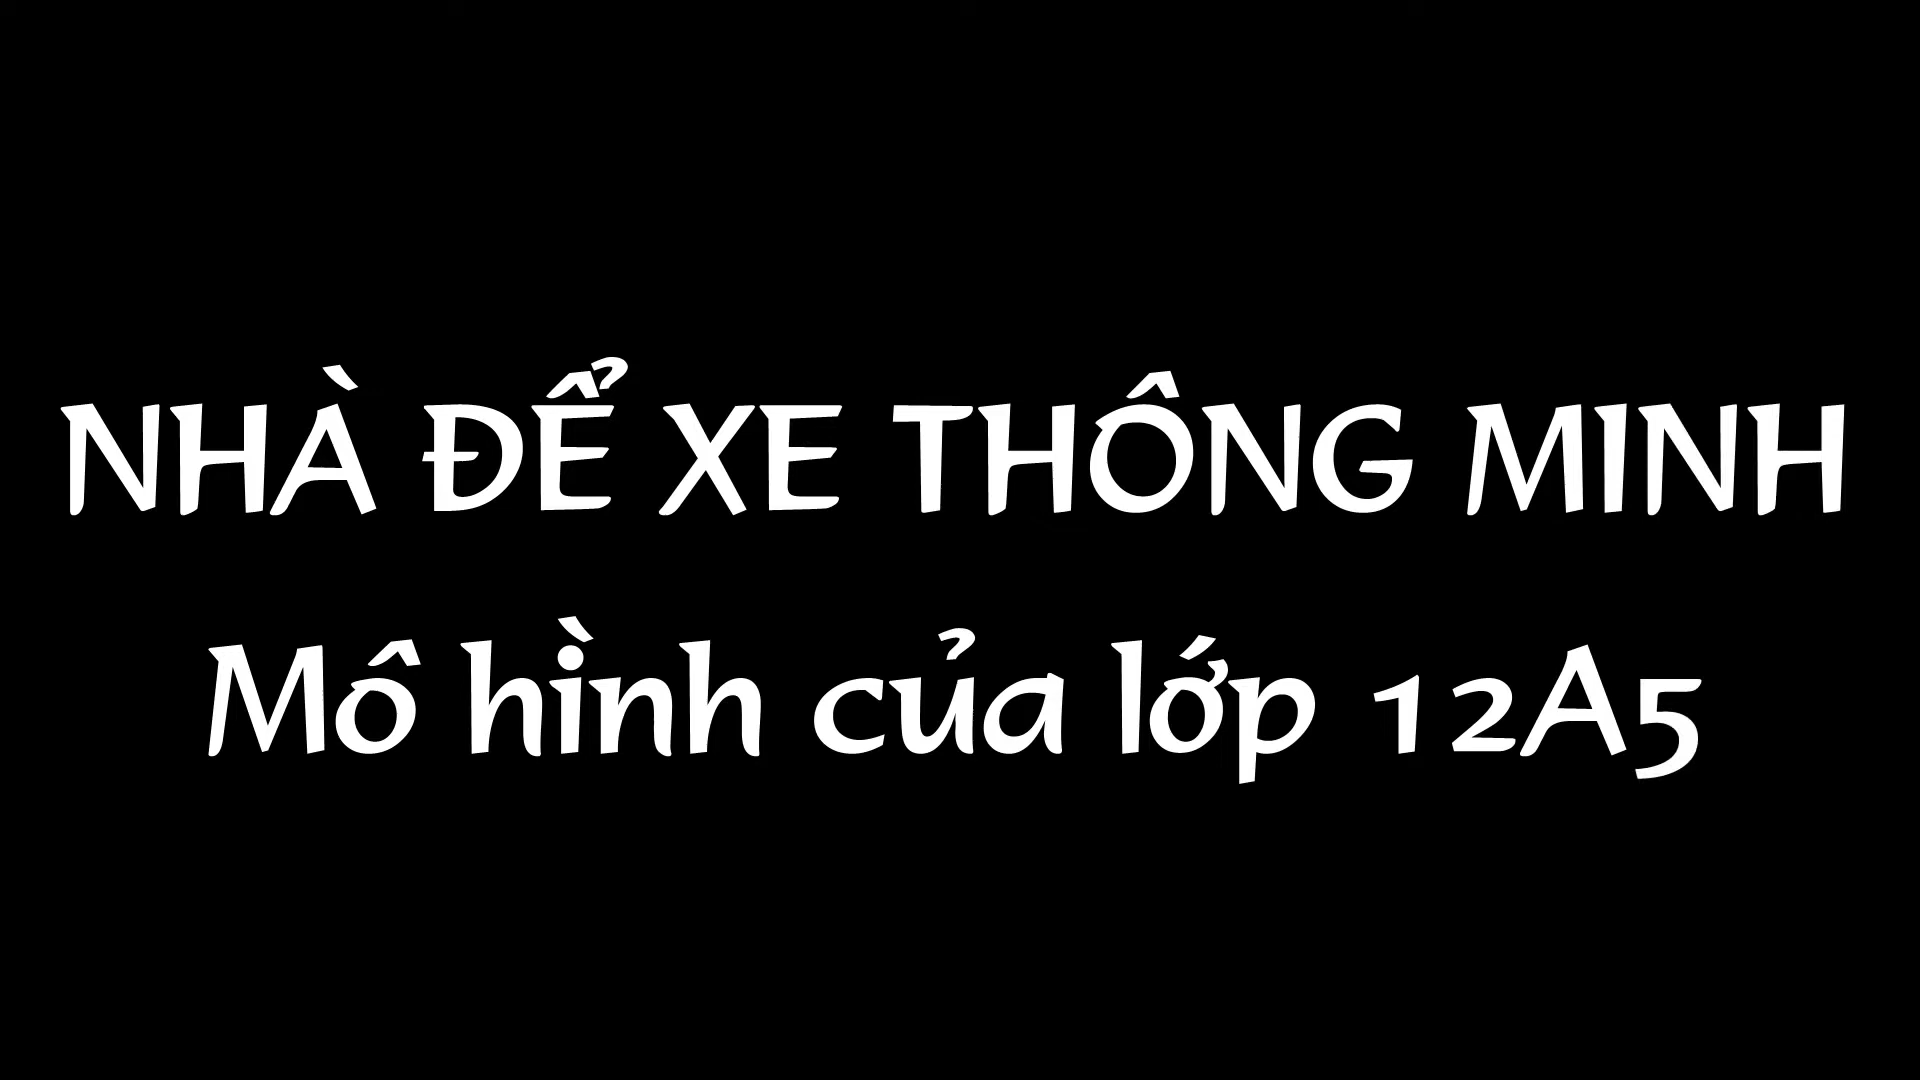 NHÀ ĐỂ XE THÔNG MINH
Mô hình của lớp 12A5